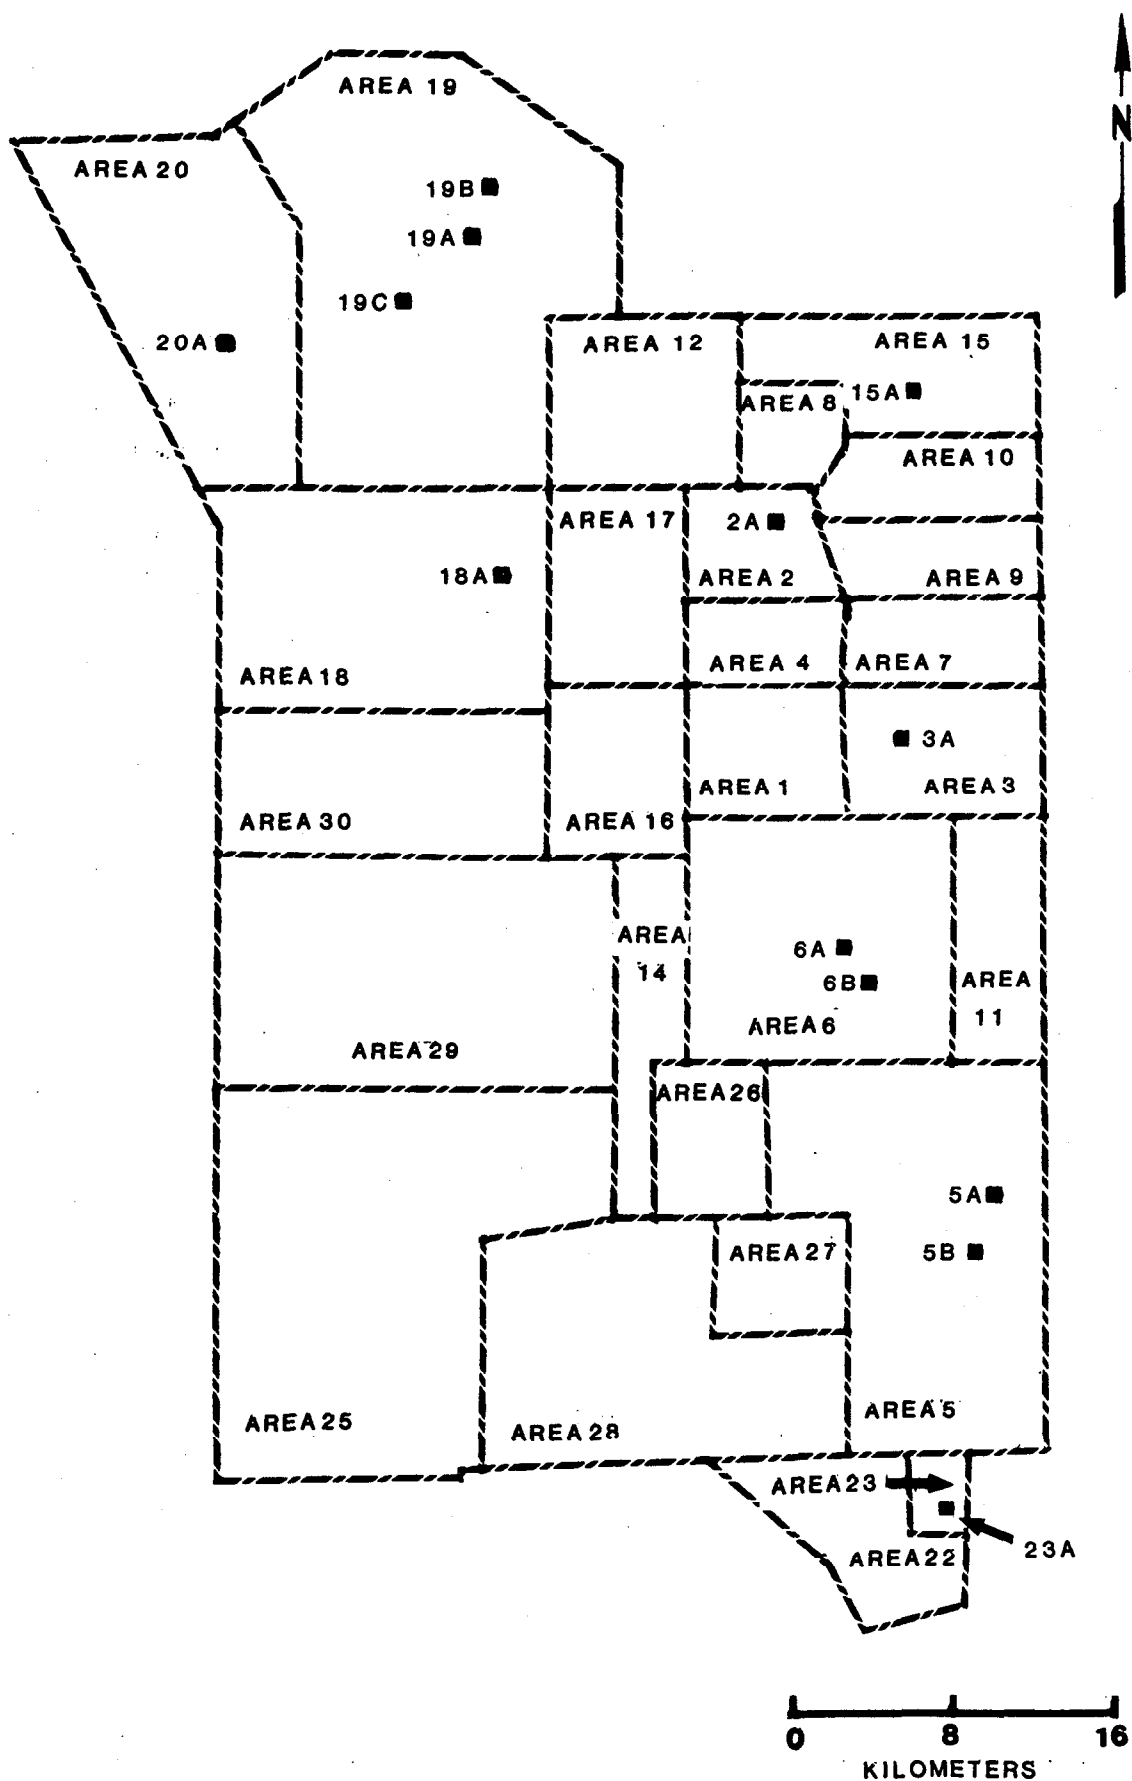 AREA 19
N
AREA 20
19B
19A
19C
20A
AREA 12
AREA 15
15A
AREA 8
AREA 10
AREA 17
2A
18A
AREA 2
AREA 9
AREA 4
AREA 7
AREA 18
3A
AREA 1
AREA 3
AREA 30
AREA 16
AREA
14
6A
6B
AREA
11
AREA 6
AREA 29
AREA 26
5A
5B
AREA 27
AREA 5
AREA 25
AREA 28
AREA 23
23A
AREA 22
0 8 16
KILOMETERS